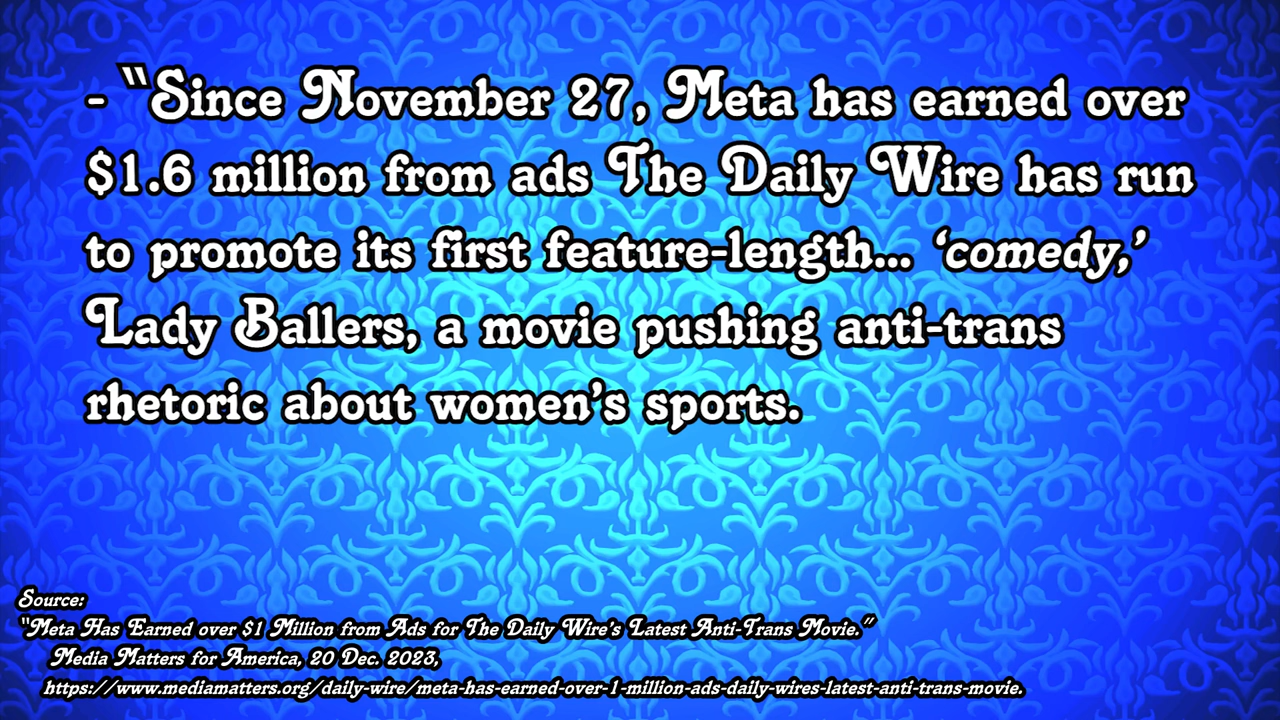 - “Since November 27, Meta has earned over
$1.6 million from ads The Daily Wire has run
to promote its first feature-length... ‘comedy,’
Lady Ballers, a movie pushing anti-trans
rhetoric about women’s sports.
Source:
“Meta Has Earned over $1 Million from Ads for The Daily Wire’s Latest Anti-Trans Movie.”
Media Matters for America, 20 Dec. 2023,
https://www.mediamatters.org/daily-wire/meta-has-earned-over-1-million-ads-daily-wires-latest-anti-trans-movie.